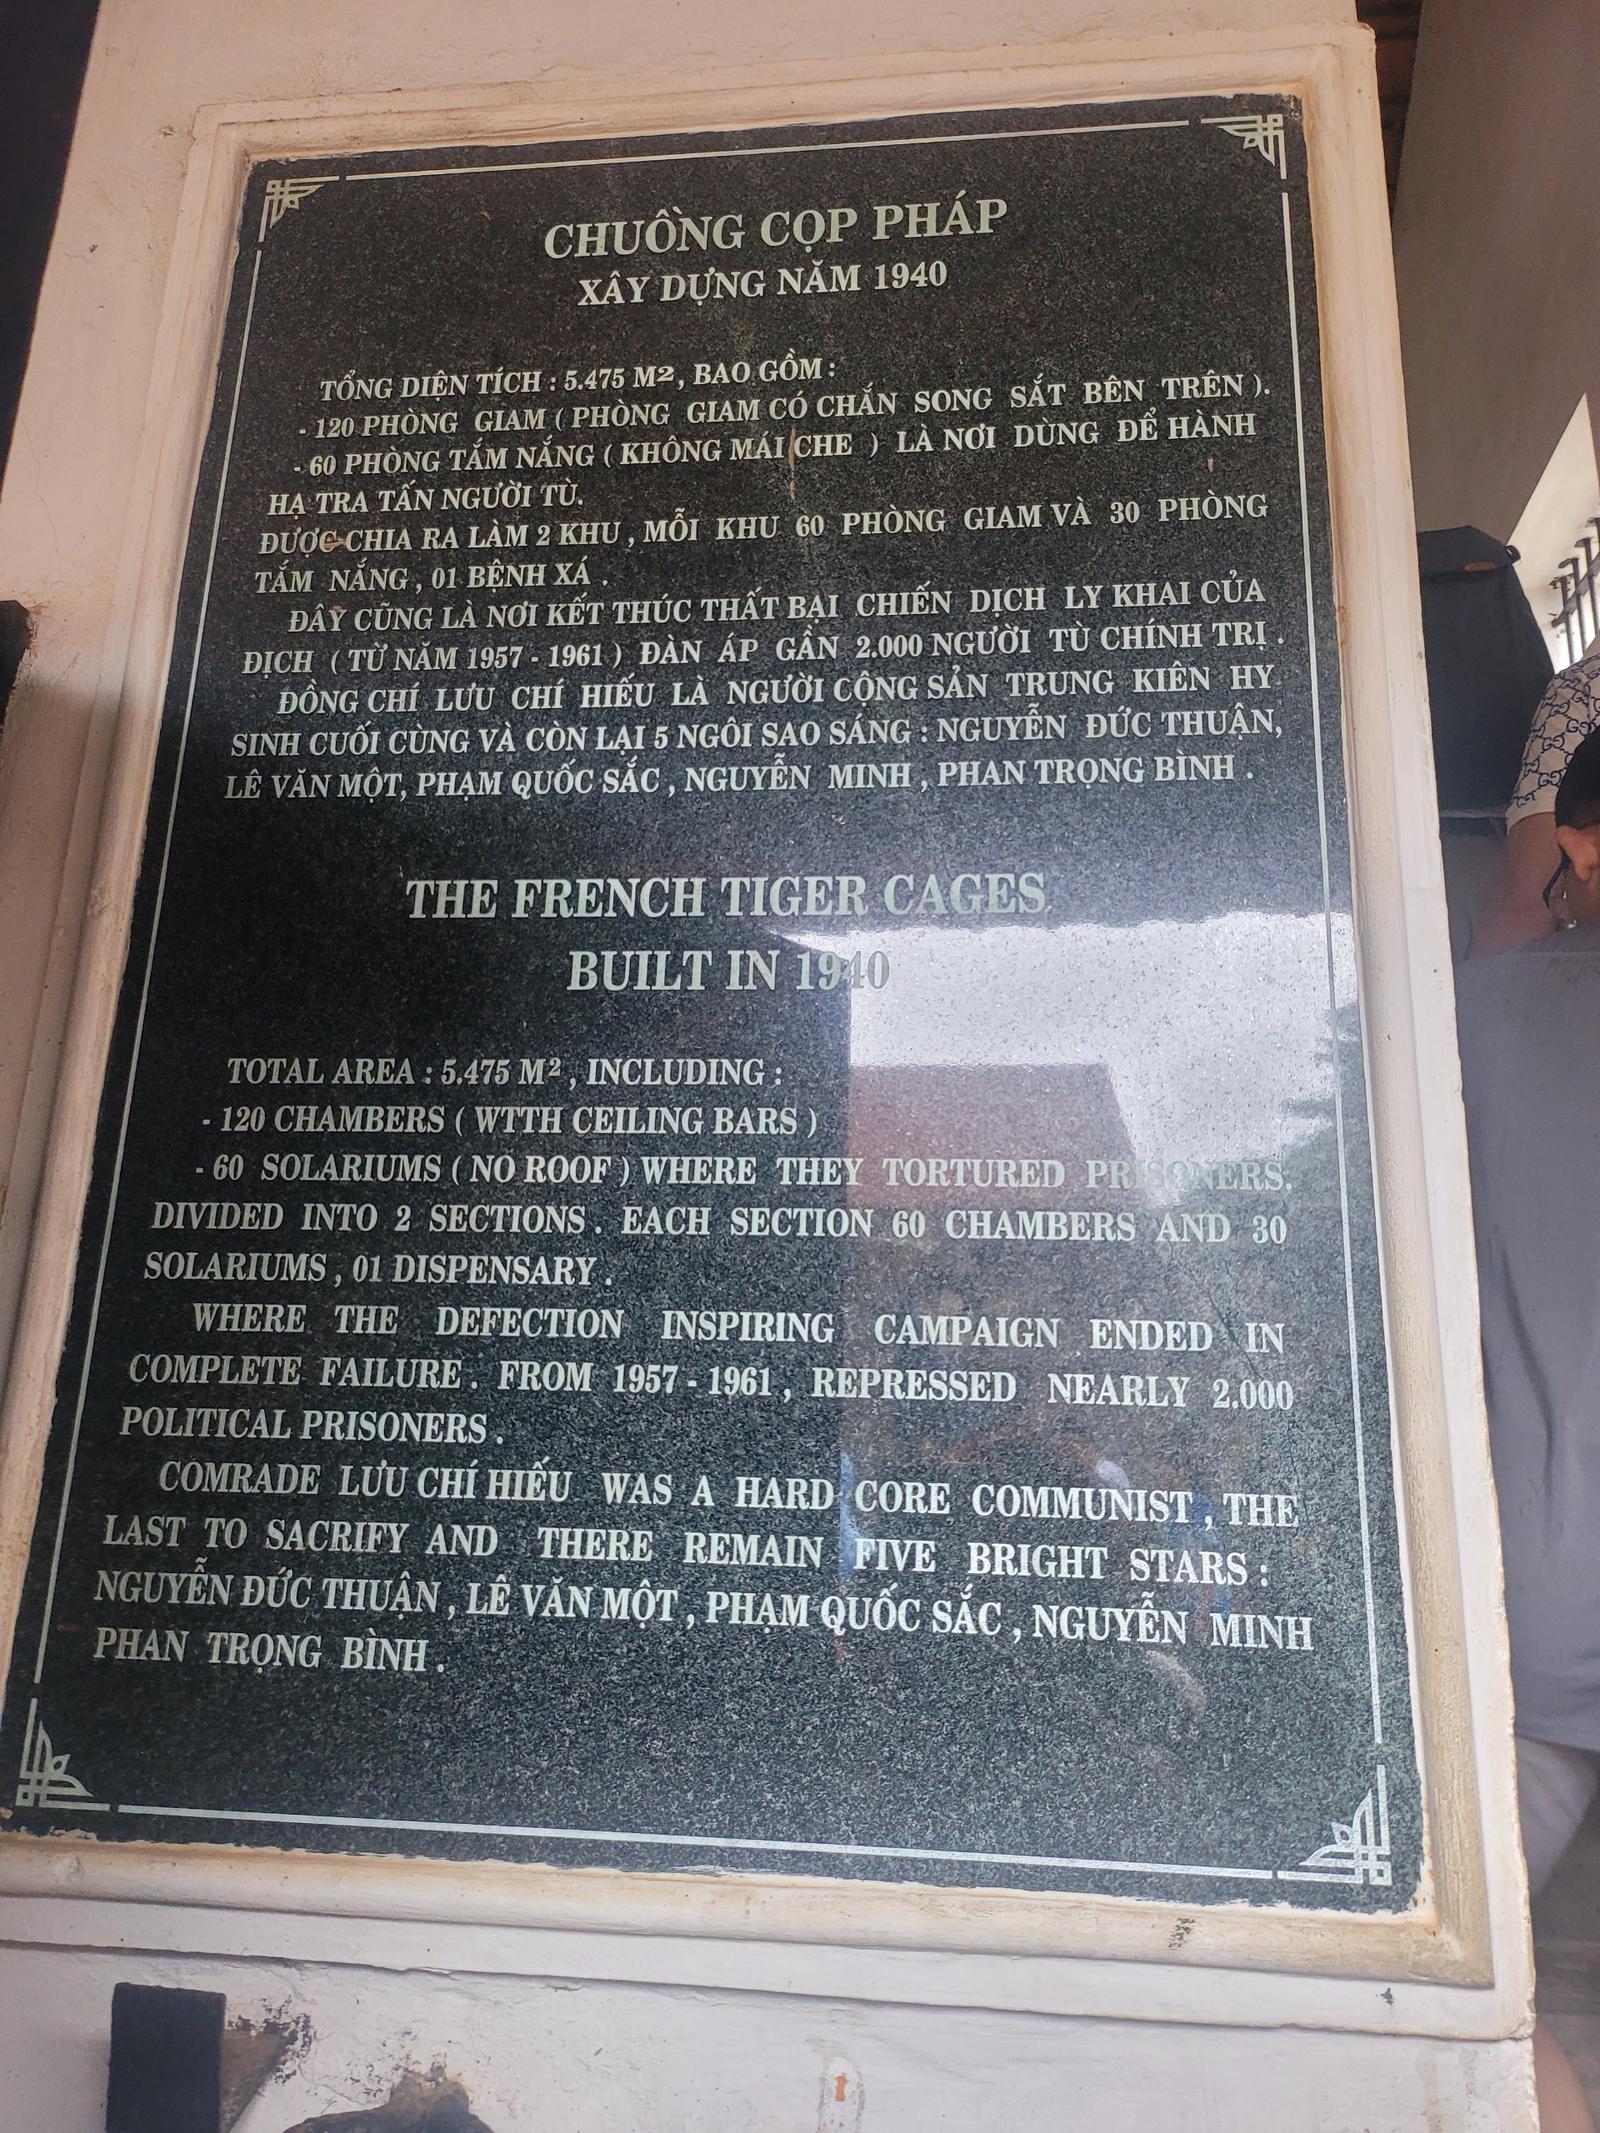 CHUỒNG CỌP PHÁP
XÂY DỰNG NĂM 1940
TỔNG DIỆN TÍCH : 5.475 M2, BAO GỒM :
- 120 PHÒNG GIAM ( PHÒNG GIAM CÓ CHẮN SONG SẮT BÊN TRÊN ).
- 60 PHÒNG TẮM NẮNG ( KHÔNG MÁI CHE ) LÀ NƠI DÙNG ĐỂ HÀNH
HẠ TRA TẤN NGƯỜI TÙ.
ĐƯỢC CHIA RA LÀM 2 KHU , MỖI KHU 60 PHÒNG GIAM VÀ 30 PHÒNG
TẮM NẮNG , 01 BỆNH XÁ .
ĐÂY CŨNG LÀ NƠI KẾT THÚC THẤT BẠI CHIẾN DỊCH LY KHAI CỦA
ĐỊCH ( TỪ NĂM 1957 - 1961 ) ĐÀN ÁP GẦN 2.000 NGƯỜI TÙ CHÍNH TRỊ .
ĐỒNG CHÍ LƯU CHÍ HIẾU LÀ NGƯỜI CỘNG SẢN TRUNG KIÊN HY
SINH CUỐI CÙNG VÀ CÒN LẠI 5 NGÔI SAO SÁNG : NGUYỄN ĐỨC THUẬN,
LÊ VĂN MỘT, PHẠM QUỐC SẮC , NGUYỄN MINH , PHAN TRỌNG BÌNH .
THE FRENCH TIGER CAGES
BUILT IN 1940
TOTAL AREA : 5.475 M² , INCLUDING :
- 120 CHAMBERS ( WTTH CEILING BARS )
- 60 SOLARIUMS ( NO ROOF ) WHERE THEY TORTURED PRISONERS.
DIVIDED INTO 2 SECTIONS . EACH SECTION 60 CHAMBERS AND 30
SOLARIUMS , 01 DISPENSARY .
WHERE THE DEFECTION INSPIRING CAMPAIGN ENDED IN
COMPLETE FAILURE . FROM 1957 - 1961 , REPRESSED NEARLY 2.000
POLITICAL PRISONERS .
COMRADE LƯU CHÍ HIẾU WAS A HARD CORE COMMUNIST , THE
LAST TO SACRIFY AND THERE REMAIN FIVE BRIGHT STARS :
NGUYỄN ĐỨC THUẬN , LÊ VĂN MỘT , PHẠM QUỐC SẮC , NGUYỄN MINH
PHAN TRỌNG BÌNH .